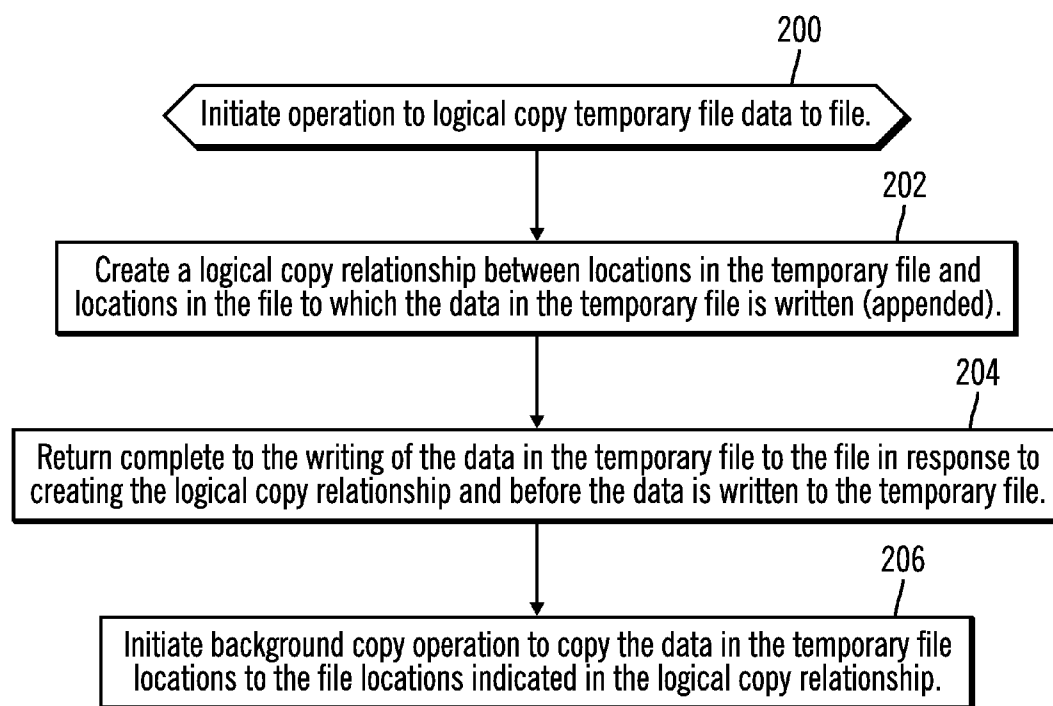 200
Initiate operation to logical copy temporary file data to file.
202
Create a logical copy relationship between locations in the temporary file and
locations in the file to which the data in the temporary file is written (appended).
204
Return complete to the writing of the data in the temporary file to the file in response to
creating the logical copy relationship and before the data is written to the temporary file.
206
Initiate background copy operation to copy the data in the temporary file
locations to the file locations indicated in the logical copy relationship.